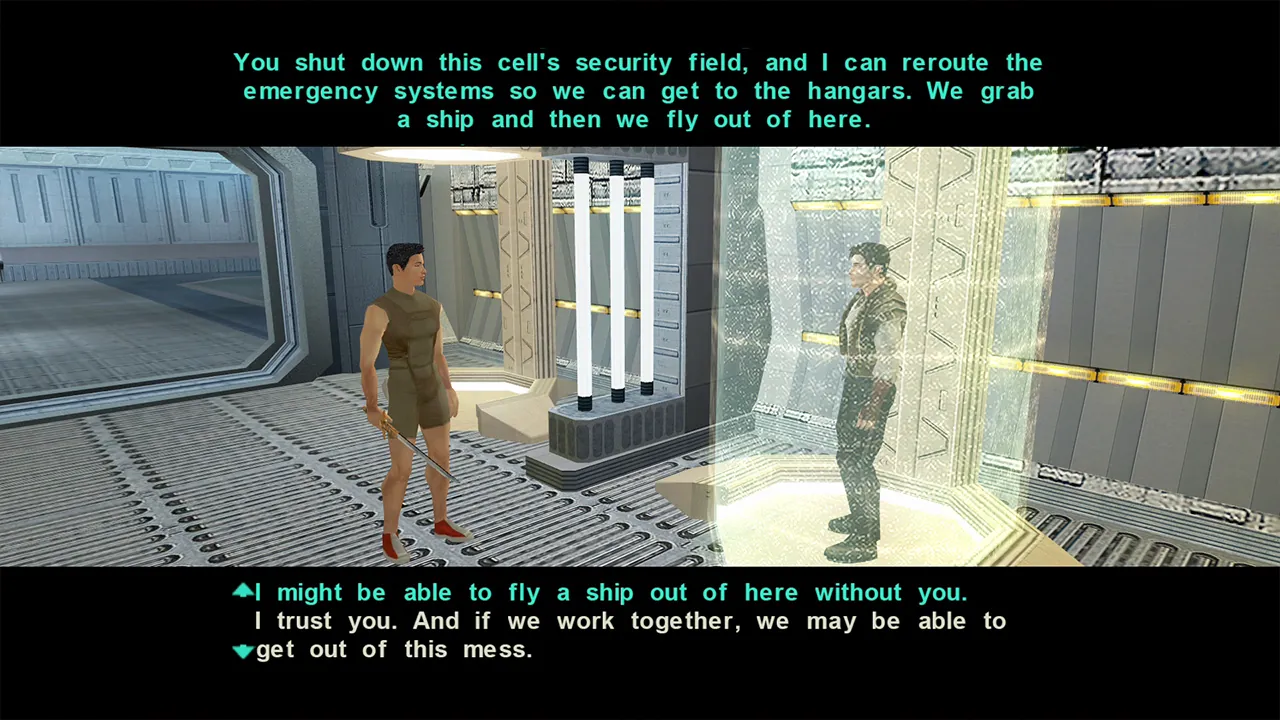 You shut down this cell's security field, and I can reroute the
emergency systems so we can get to the hangars. We grab
a ship and then we fly out of here.
I might be able to fly a ship out of here without you.
I trust you. And if we work together, we may be able to
get out of this mess.